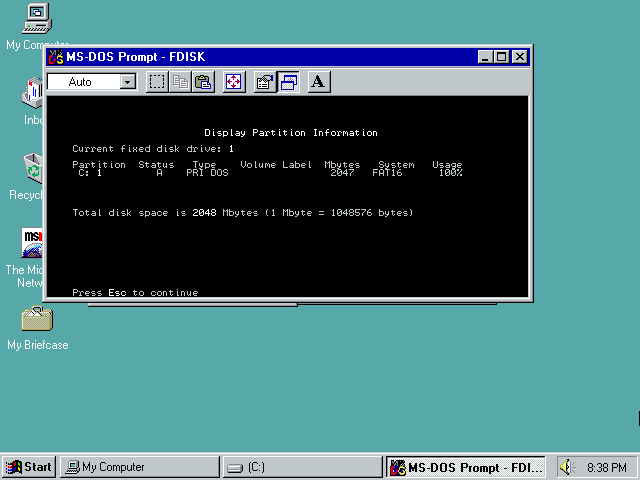 My Computer
MS-DOS Prompt - FDISK
Auto
A
Display Partition Information
Current fixed disk drive: 1
Partition Status Type Volume Label Mbytes System Usage
C: 1 A PRI DOS 2047 FAT16 100%
Total disk space is 2048 Mbytes (1 Mbyte = 1048576 bytes)
Press Esc to continue
Inbo
Recyc
msn
The Mic
Netw
My Briefcase
Start
My Computer
(C:)
MS-DOS Prompt - FDI...
8:38 PM